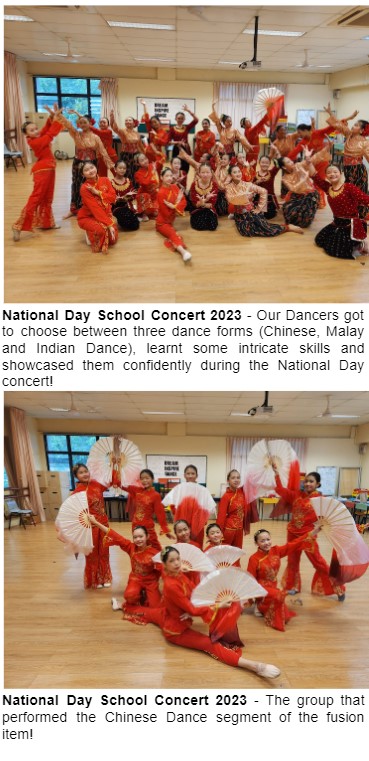 National Day School Concert 2023 - Our Dancers got
to choose between three dance forms (Chinese, Malay
and Indian Dance), learnt some intricate skills and
showcased them confidently during the National Day
concert!
National Day School Concert 2023 - The group that
performed the Chinese Dance segment of the fusion
item!